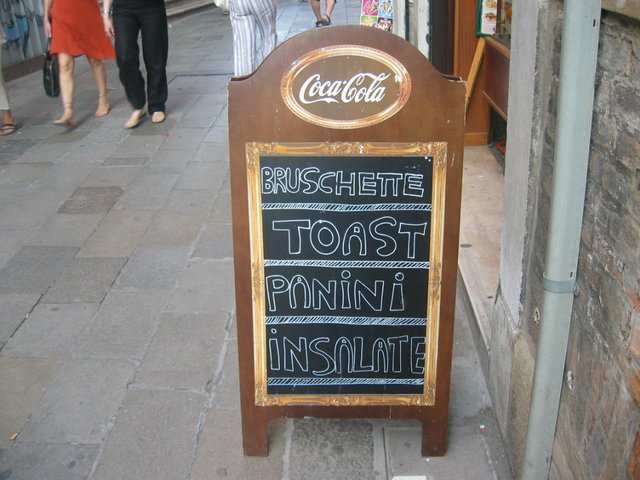 Coca-Cola
BRUSCHETTE
TOAST
PANINI
INSALATE